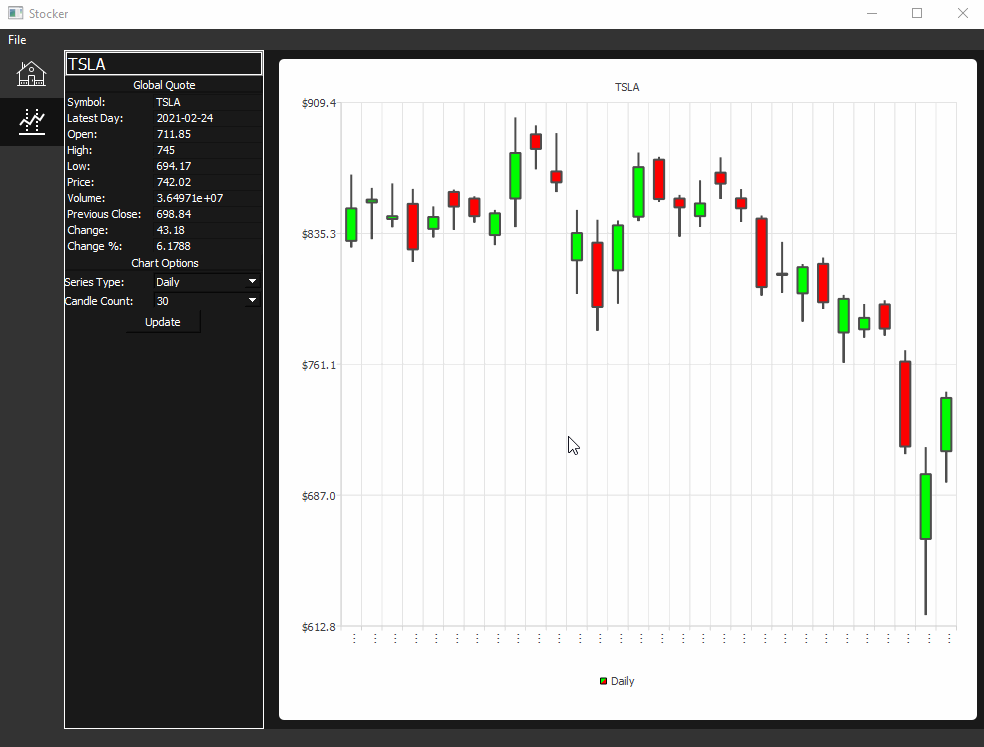 Stocker
File
TSLA
Global Quote
Symbol: TSLA
Latest Day: 2021-02-24
Open: 711.85
High: 745
Low: 694.17
Price: 742.02
Volume: 3.64971e+07
Previous Close: 698.84
Change: 43.18
Change %: 6.1788
Chart Options
Series Type: Daily
Candle Count: 30
Update
TSLA
$909.4
$835.3
$761.1
$687.0
$612.8
Daily